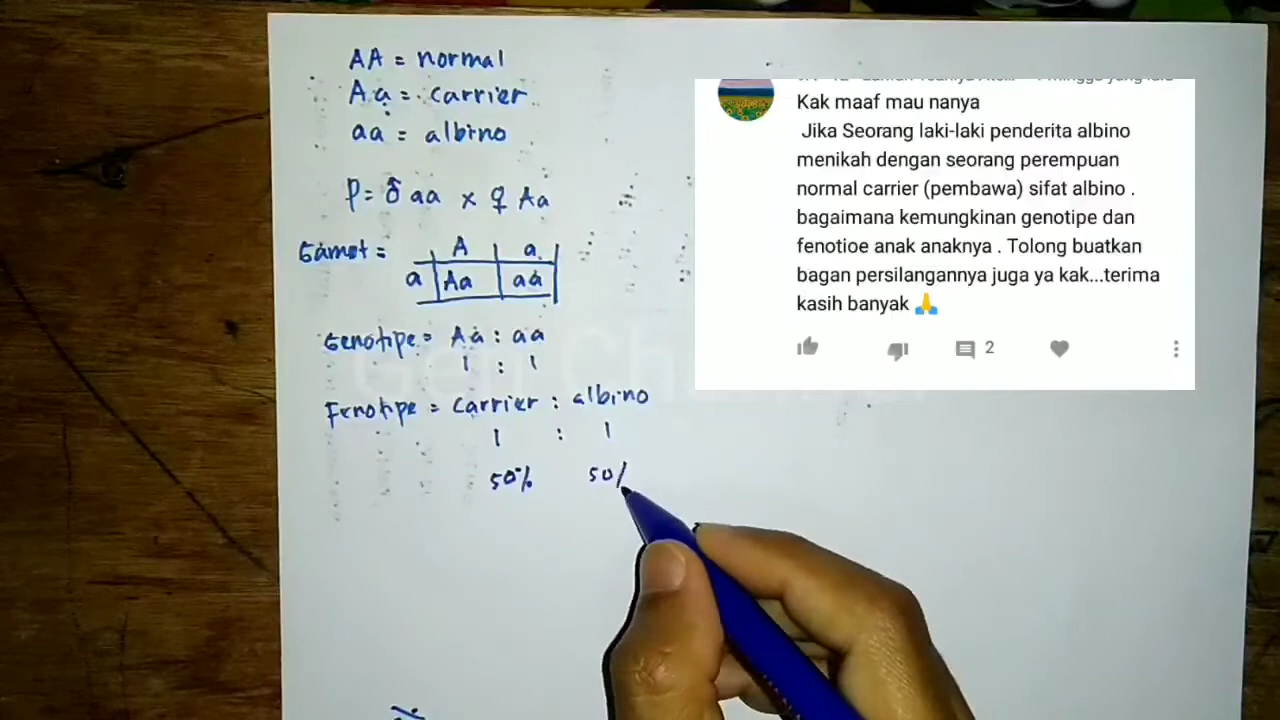 AA = normal
Aa = carrier
aa = albino
P = ♂ aa x ♀ Aa
Gamet =
A a
a Aa aa
Genotipe = Aa : aa
1 : 1
Fenotipe = carrier : albino
1 : 1
50% 50/
Kak maaf mau nanya
Jika Seorang laki-laki penderita albino
menikah dengan seorang perempuan
normal carrier (pembawa) sifat albino .
bagaimana kemungkinan genotipe dan
fenotioe anak anaknya . Tolong buatkan
bagan persilangannya juga ya kak...terima
kasih banyak 🙏
2